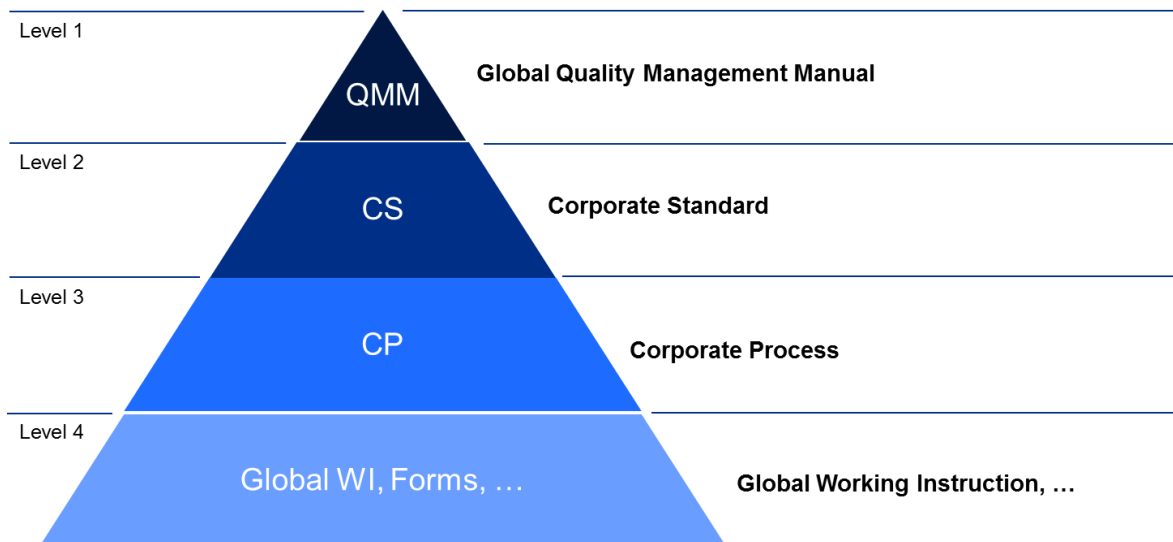 Level 1
QMM
Global Quality Management Manual
Level 2
CS
Corporate Standard
Level 3
CP
Corporate Process
Level 4
Global WI, Forms, …
Global Working Instruction, …